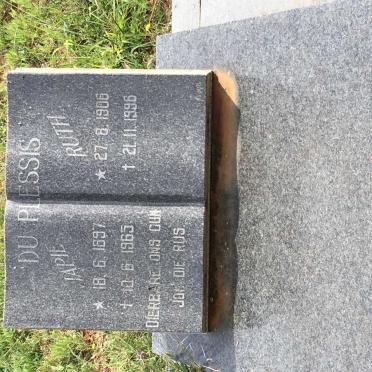 DU PLESSIS
JAPIE
* 18.6.1897
† 10.6.1965
DIERBARE, ONS GUN
JOU DIE RUS
RUTH
* 27.8.1906
† 21.11.1996